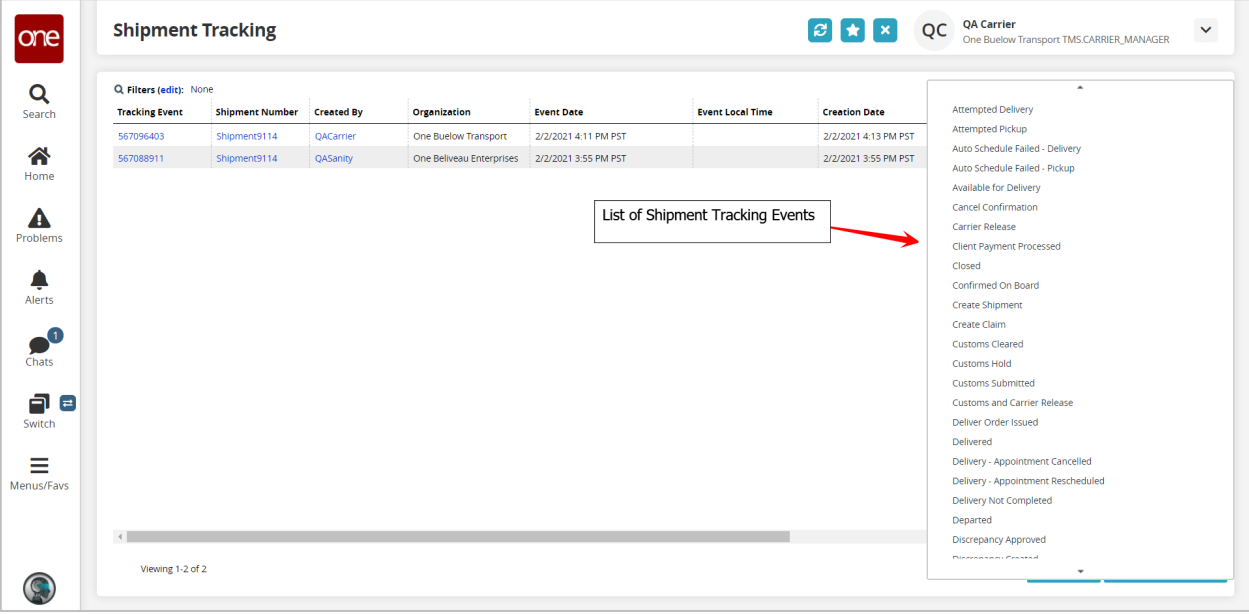 one
Search
Home
Problems
Alerts
1
Chats
Switch
Menus/Favs
Shipment Tracking
QC
QA Carrier
One Buelow Transport TMS.CARRIER_MANAGER
Filters (edit): None
Tracking Event Shipment Number Created By Organization Event Date Event Local Time Creation Date
567096403 Shipment9114 QACarrier One Buelow Transport 2/2/2021 4:11 PM PST 2/2/2021 4:13 PM PST
567088911 Shipment9114 QASanity One Beliveau Enterprises 2/2/2021 3:55 PM PST 2/2/2021 3:55 PM PST
List of Shipment Tracking Events
Attempted Delivery
Attempted Pickup
Auto Schedule Failed - Delivery
Auto Schedule Failed - Pickup
Available for Delivery
Cancel Confirmation
Carrier Release
Client Payment Processed
Closed
Confirmed On Board
Create Shipment
Create Claim
Customs Cleared
Customs Hold
Customs Submitted
Customs and Carrier Release
Deliver Order Issued
Delivered
Delivery - Appointment Cancelled
Delivery - Appointment Rescheduled
Delivery Not Completed
Departed
Discrepancy Approved
Discrepancy Created
Viewing 1-2 of 2